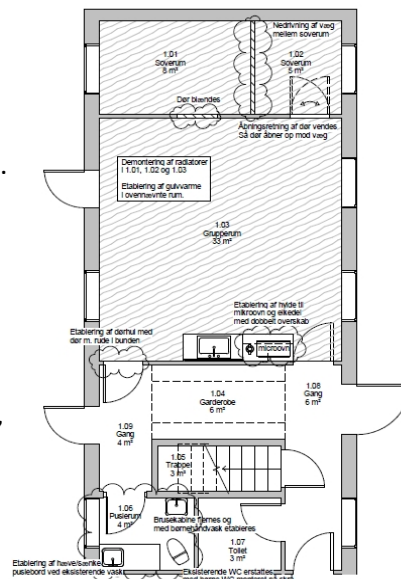 Nedrivning af væg
mellem soverum
1.01
Soverum
8 m²
1.02
Soverum
5 m²
Dør blændes
Åbningsretning af dør vendes
Så dør åbner op mod væg
Demontering af radiatorer
i 1.01, 1.02 og 1.03
Etablering af gulvvarme
i ovennævnte rum.
1.03
Grupperum
33 m²
Etablering af hylde til
mikroovn og elkedel
med dobbelt overskab
microovn
Etablering af dørhul med
dør m. rude i bunden
1.04
Garderobe
6 m²
1.08
Gang
6 m²
1.09
Gang
4 m²
1.05
Trappe
3 m²
1.06
Puslerum
4 m²
Brusekabine fjernes og
med børnehåndvask etableres
1.07
Toilet
3 m²
Etablering af hæve/sænke
puslebord ved eksisterende vask
Eksisterende WC erstattes